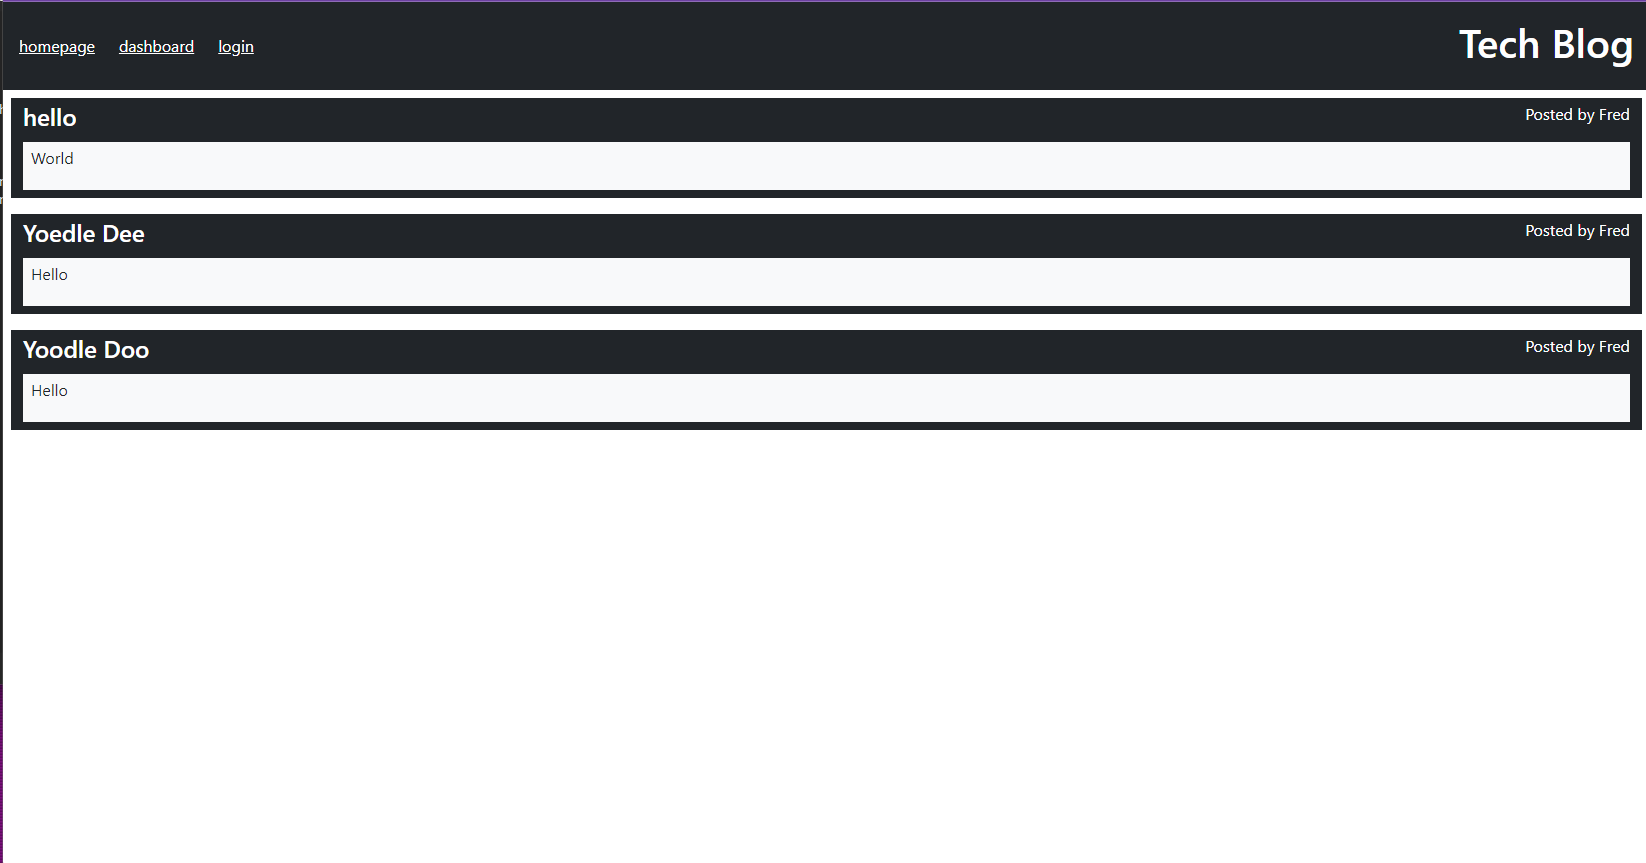 homepage dashboard login Tech Blog
hello Posted by Fred
World
Yoedle Dee Posted by Fred
Hello
Yoodle Doo Posted by Fred
Hello